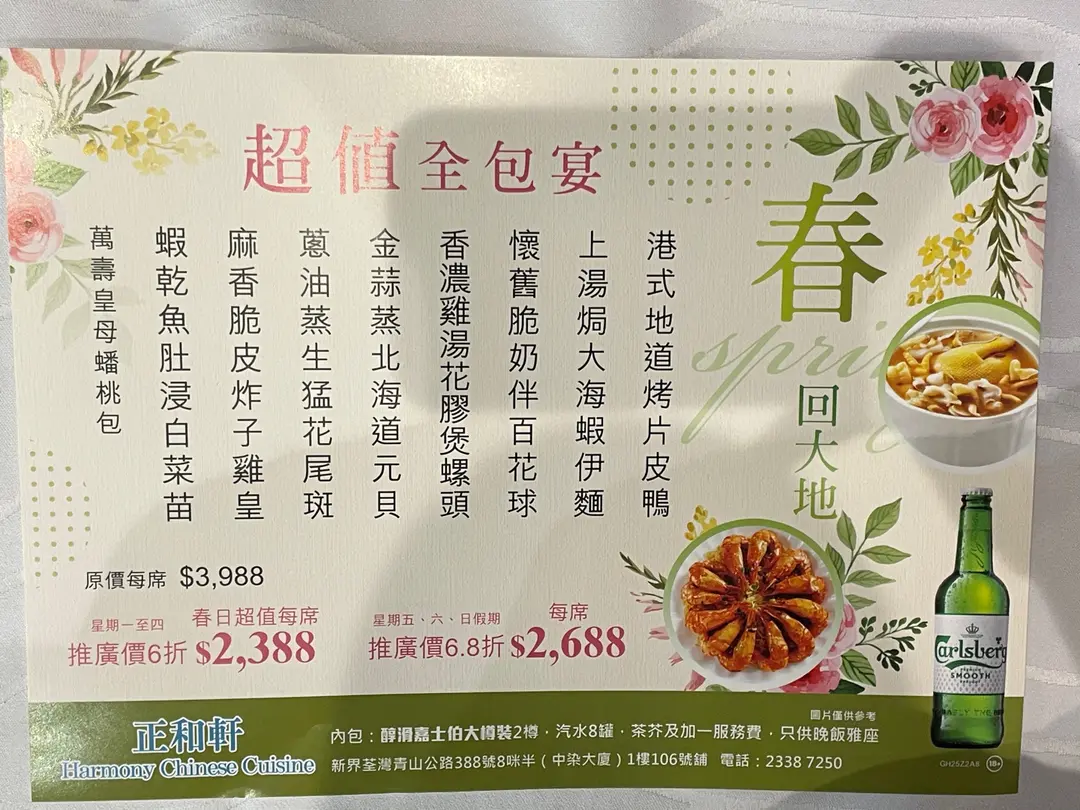 超值全包宴
春
spri
回大地
港式地道烤片皮鴨
上湯焗大海蝦伊麵
懷舊脆奶伴百花球
香濃雞湯花膠煲螺頭
金蒜蒸北海道元貝
蔥油蒸生猛花尾斑
麻香脆皮炸子雞皇
蝦乾魚肚浸白菜苗
萬壽皇母蟠桃包
原價每席 $3,988
星期一至四 春日超值每席
推廣價6折 $2,388
星期五、六、日假期 每席
推廣價6.8折 $2,688
Carlsberg
SMOOTH
圖片僅供參考
正和軒
Harmony Chinese Cuisine
內包：醇滑嘉士伯大樽裝2樽．汽水8罐．茶芥及加一服務費．只供晚飯雅座
新界荃灣青山公路388號8咪半（中染大廈）1樓106號舖 電話：2338 7250
GH25Z2A8 18+